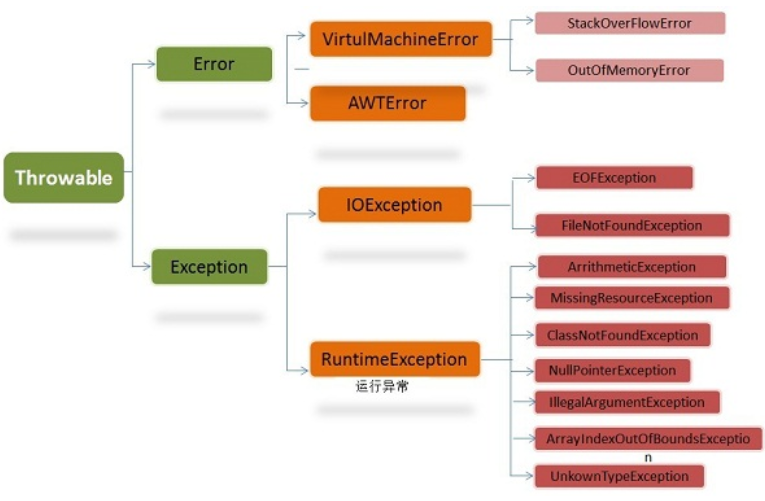 Throwable
Error
VirtulMachineError
StackOverFlowError
OutOfMemoryError
AWTError
Exception
IOException
EOFException
FileNotFoundException
RuntimeException
运行异常
ArrithmeticException
MissingResourceException
ClassNotFoundException
NullPointerException
IllegalArgumentException
ArrayIndexOutOfBoundsExceptio
n
UnkownTypeException